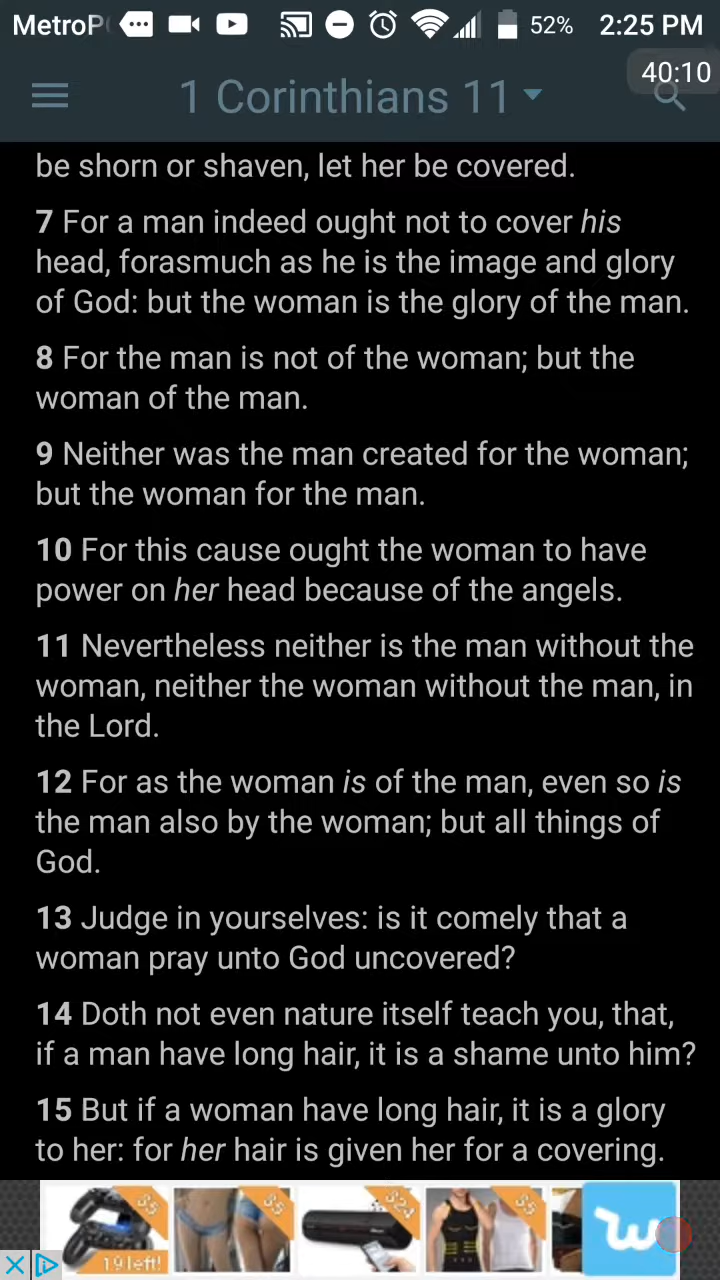 MetroP
52%
2:25 PM
40:10
1 Corinthians 11
be shorn or shaven, let her be covered.
7 For a man indeed ought not to cover his
head, forasmuch as he is the image and glory
of God: but the woman is the glory of the man.
8 For the man is not of the woman; but the
woman of the man.
9 Neither was the man created for the woman;
but the woman for the man.
10 For this cause ought the woman to have
power on her head because of the angels.
11 Nevertheless neither is the man without the
woman, neither the woman without the man, in
the Lord.
12 For as the woman is of the man, even so is
the man also by the woman; but all things of
God.
13 Judge in yourselves: is it comely that a
woman pray unto God uncovered?
14 Doth not even nature itself teach you, that,
if a man have long hair, it is a shame unto him?
15 But if a woman have long hair, it is a glory
to her: for her hair is given her for a covering.
$5
$5
$24
$5
19 left!
w